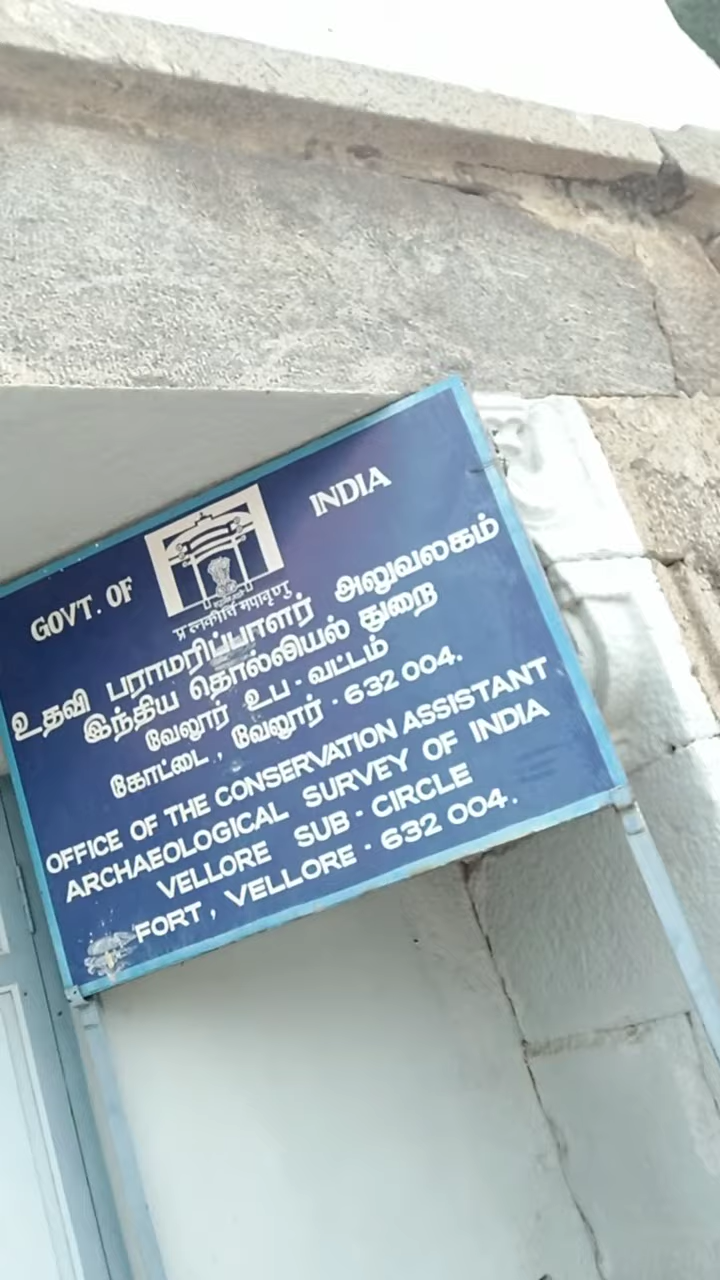 GOVT. OF INDIA
உதவி பராமரிப்பாளர் அலுவலகம்
இந்திய தொல்லியல் துறை
வேலூர் உப - வட்டம்
கோட்டை , வேலூர் - 632 004.
OFFICE OF THE CONSERVATION ASSISTANT
ARCHAEOLOGICAL SURVEY OF INDIA
VELLORE SUB - CIRCLE
FORT , VELLORE - 632 004.